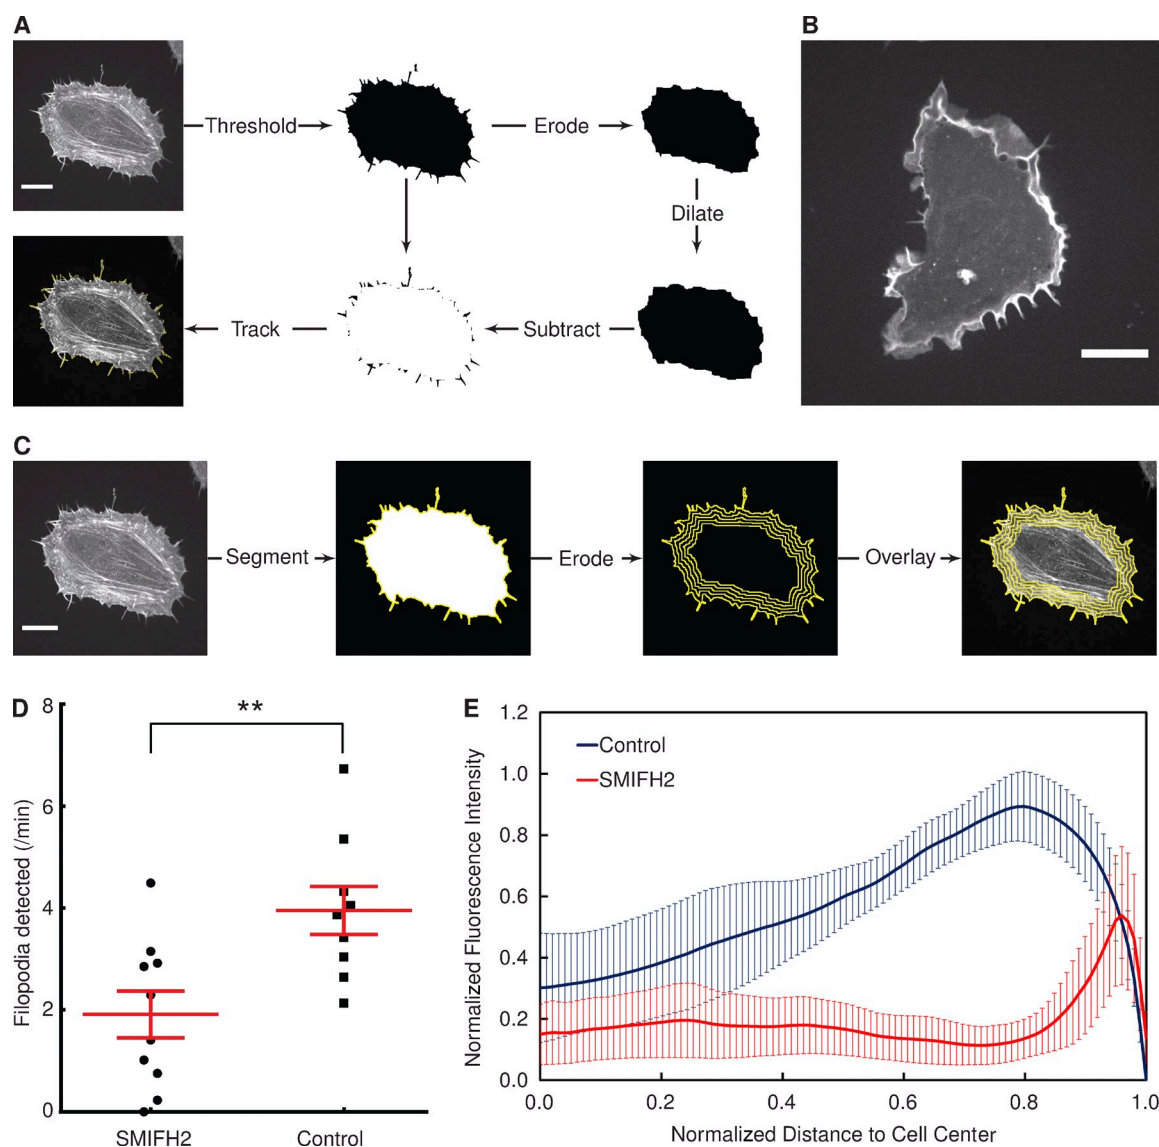 A
B
Threshold
Erode
Dilate
Track
Subtract
C
Segment
Erode
Overlay
D
Filopodia detected (/min)
8
6
4
2
0
**
SMIFH2
Control
E
Normalized Fluorescence Intensity
1.2
1.0
0.8
0.6
0.4
0.2
0.0
Control
SMIFH2
0.0 0.2 0.4 0.6 0.8 1.0
Normalized Distance to Cell Center